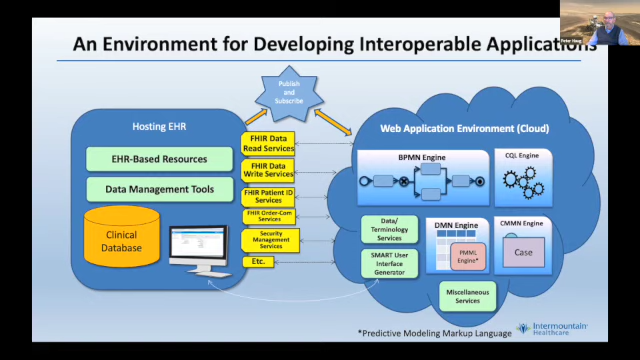 An Environment for Developing Interoperable Applications
Peter Haug
Publish
and
Subscribe
Hosting EHR
EHR-Based Resources
Data Management Tools
Clinical
Database
FHIR Data
Read Services
FHIR Data
Write Services
FHIR Patient ID
Services
FHIR Order-Com
Services
Security
Management
Services
Etc.
Web Application Environment (Cloud)
BPMN Engine
CQL Engine
Data/
Terminology
Services
SMART User
Interface
Generator
DMN Engine
PMML
Engine*
CMMN Engine
Case
Miscellaneous
Services
*Predictive Modeling Markup Language
Intermountain
Healthcare